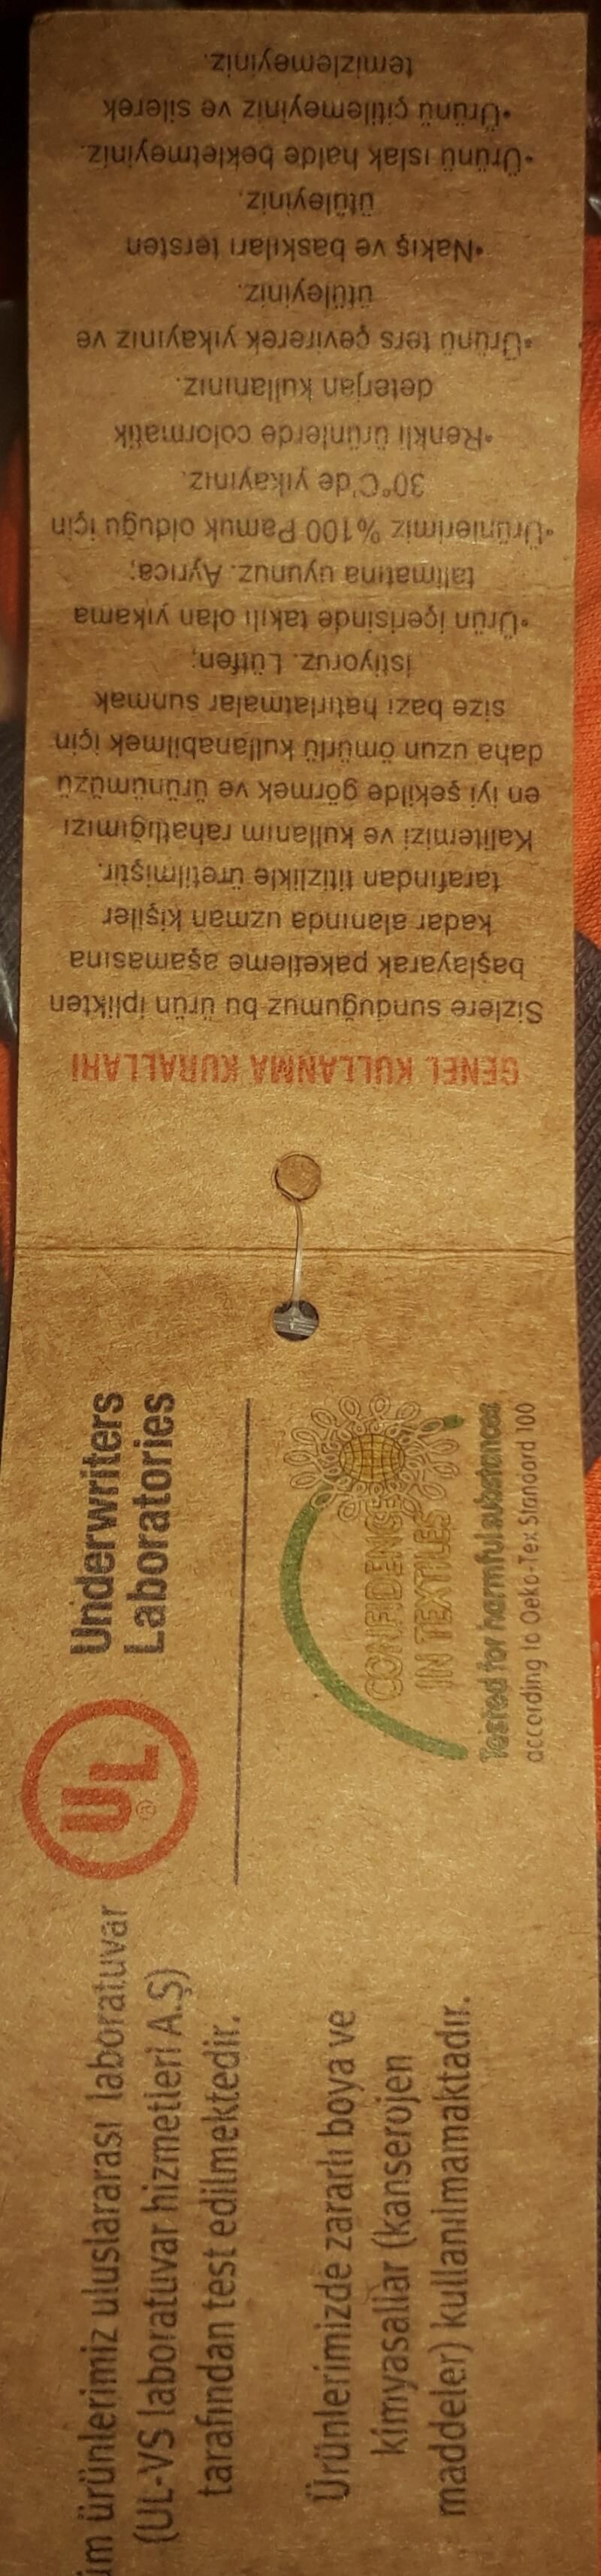 GENEL KULLANMA KURALLARI
Sizlere sunduğumuz bu ürün iplikten
başlayarak paketleme aşamasına
kadar alanında uzman kişiler
tarafından titizlikle üretilmiştir.
Kalitemizi ve kullanım rahatlığımızı
en iyi şekilde görmek ve ürünümüzü
daha uzun ömürlü kullanabilmek için
size bazı hatırlatmalar sunmak
istiyoruz. Lütfen;
•Ürün içerisinde takılı olan yıkama
talimatına uyunuz. Ayrıca;
•Ürünlerimiz %100 Pamuk olduğu için
30°C'de yıkayınız.
•Renkli ürünlerde colormatik
deterjan kullanınız.
•Ürünü ters çevirerek yıkayınız ve
ütüleyiniz.
•Nakış ve baskıları tersten
ütüleyiniz.
•Ürünü ıslak halde bekletmeyiniz.
•Ürünü çitilemeyiniz ve silerek
temizlemeyiniz.
UL®
Underwriters
Laboratories
üm ürünlerimiz uluslararası laboratuvar
(UL-VS laboratuvar hizmetleri A.Ş)
tarafından test edilmektedir.
CONFIDENCE
IN TEXTILES
Tested for harmful substances
according to Oeko-Tex Standard 100
Ürünlerimizde zararlı boya ve
kimyasallar (kanserojen
maddeler) kullanılmamaktadır.